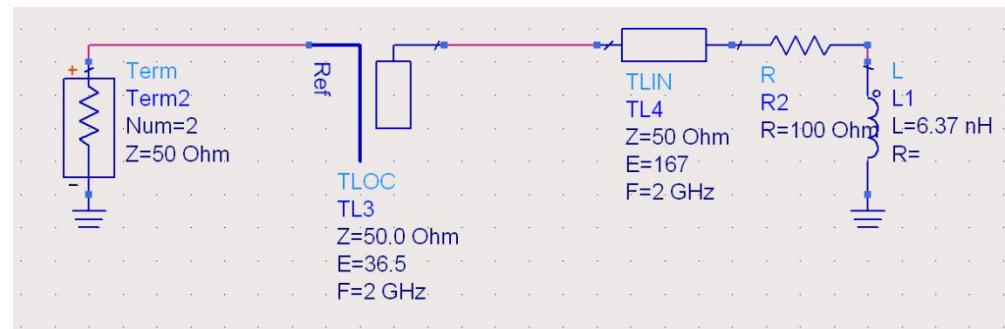 +
Term
Term2
Num=2
Z=50 Ohm
-
Ref
TLOC
TL3
Z=50.0 Ohm
E=36.5
F=2 GHz
TLIN
TL4
Z=50 Ohm
E=167
F=2 GHz
R
R2
R=100 Ohm
L
L1
L=6.37 nH
R=